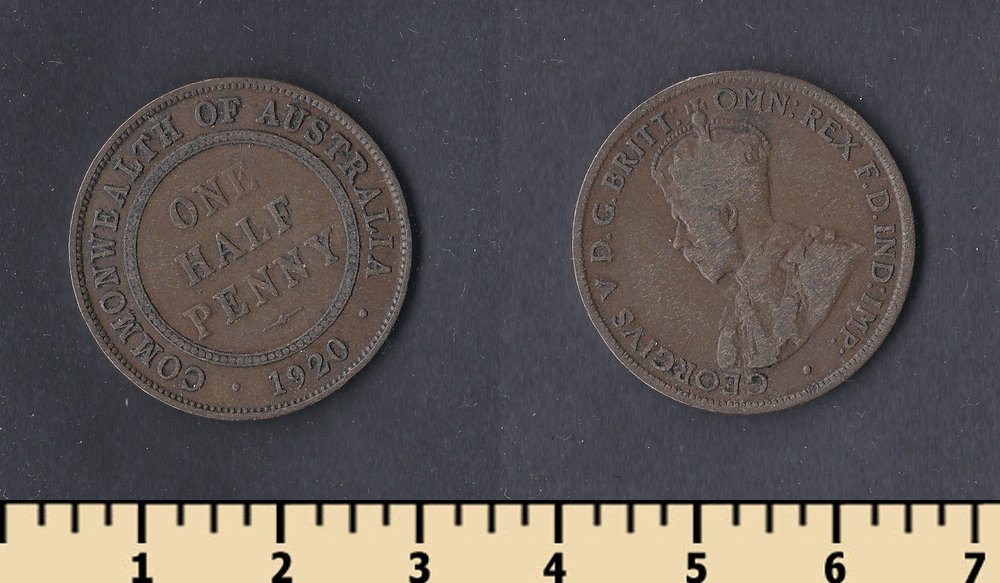 COMMONWEALTH OF AUSTRALIA
ONE
HALF
PENNY
· 1920 ·
GEORGIVS V D.G. BRITT: OMN: REX F.D. IND: IMP: ·
1 2 3 4 5 6 7